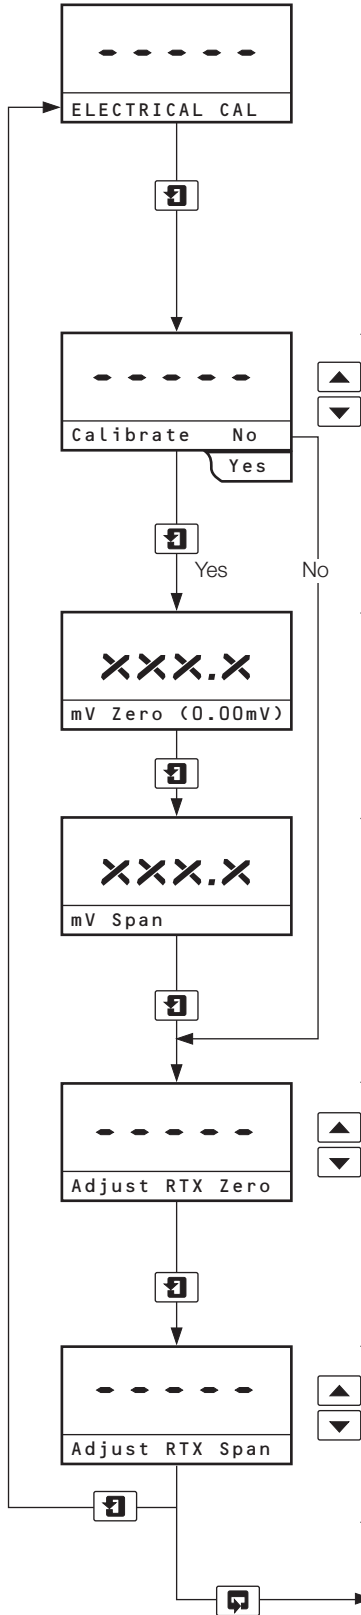 - - - - -
ELECTRICAL CAL
- - - - -
Calibrate No
Yes
Yes
No
XXX.X
mV Zero (0.00mV)
XXX.X
mV Span
- - - - -
Adjust RTX Zero
- - - - -
Adjust RTX Span